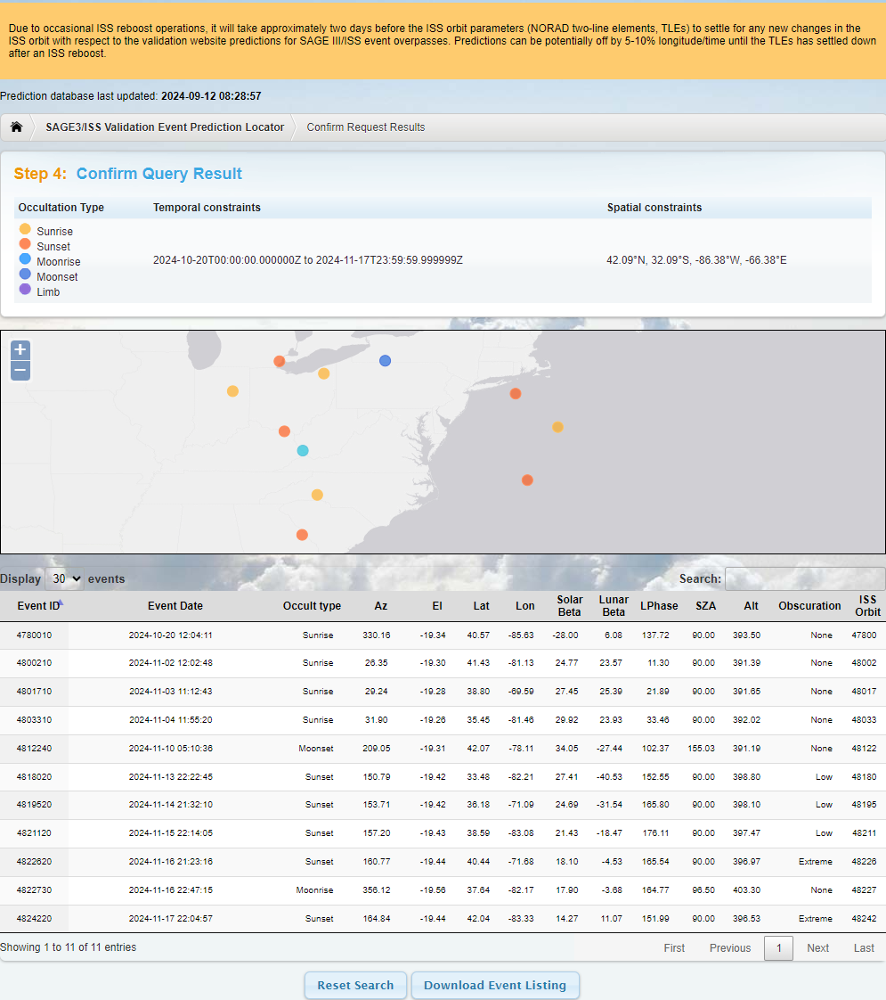 Due to occasional ISS reboost operations, it will take approximately two days before the ISS orbit parameters (NORAD two-line elements, TLEs) to settle for any new changes in the
ISS orbit with respect to the validation website predictions for SAGE III/ISS event overpasses. Predictions can be potentially off by 5-10% longitude/time until the TLEs has settled down
after an ISS reboost.
Prediction database last updated: 2024-09-12 08:28:57
SAGE3/ISS Validation Event Prediction Locator Confirm Request Results
Step 4: Confirm Query Result
Occultation Type Temporal constraints Spatial constraints
Sunrise
Sunset
Moonrise
Moonset
Limb
2024-10-20T00:00:00.000000Z to 2024-11-17T23:59:59.999999Z 42.09°N, 32.09°S, -86.38°W, -66.38°E
+
−
Display 30 events Search:
Event ID Event Date Occult type Az El Lat Lon Solar Beta Lunar Beta LPhase SZA Alt Obscuration ISS Orbit
4780010 2024-10-20 12:04:11 Sunrise 330.16 -19.34 40.57 -85.63 -28.00 6.08 137.72 90.00 393.50 None 47800
4800210 2024-11-02 12:02:48 Sunrise 26.35 -19.30 41.43 -81.13 24.77 23.57 11.30 90.00 391.39 None 48002
4801710 2024-11-03 11:12:43 Sunrise 29.24 -19.28 38.80 -69.59 27.45 25.39 21.89 90.00 391.65 None 48017
4803310 2024-11-04 11:55:20 Sunrise 31.90 -19.26 35.45 -81.46 29.92 23.93 33.46 90.00 392.02 None 48033
4812240 2024-11-10 05:10:36 Moonset 209.05 -19.31 42.07 -78.11 34.05 -27.44 102.37 155.03 391.19 None 48122
4818020 2024-11-13 22:22:45 Sunset 150.79 -19.42 33.48 -82.21 27.41 -40.53 152.55 90.00 398.80 Low 48180
4819520 2024-11-14 21:32:10 Sunset 153.71 -19.42 36.18 -71.09 24.69 -31.54 165.80 90.00 398.10 Low 48195
4821120 2024-11-15 22:14:05 Sunset 157.20 -19.43 38.59 -83.08 21.43 -18.47 176.11 90.00 397.47 Low 48211
4822620 2024-11-16 21:23:16 Sunset 160.77 -19.44 40.44 -71.68 18.10 -4.53 165.54 90.00 396.97 Extreme 48226
4822730 2024-11-16 22:47:15 Moonrise 356.12 -19.56 37.64 -82.17 17.90 -3.68 164.77 96.50 403.30 None 48227
4824220 2024-11-17 22:04:57 Sunset 164.84 -19.44 42.04 -83.33 14.27 11.07 151.99 90.00 396.53 Extreme 48242
Showing 1 to 11 of 11 entries First Previous 1 Next Last
Reset Search Download Event Listing